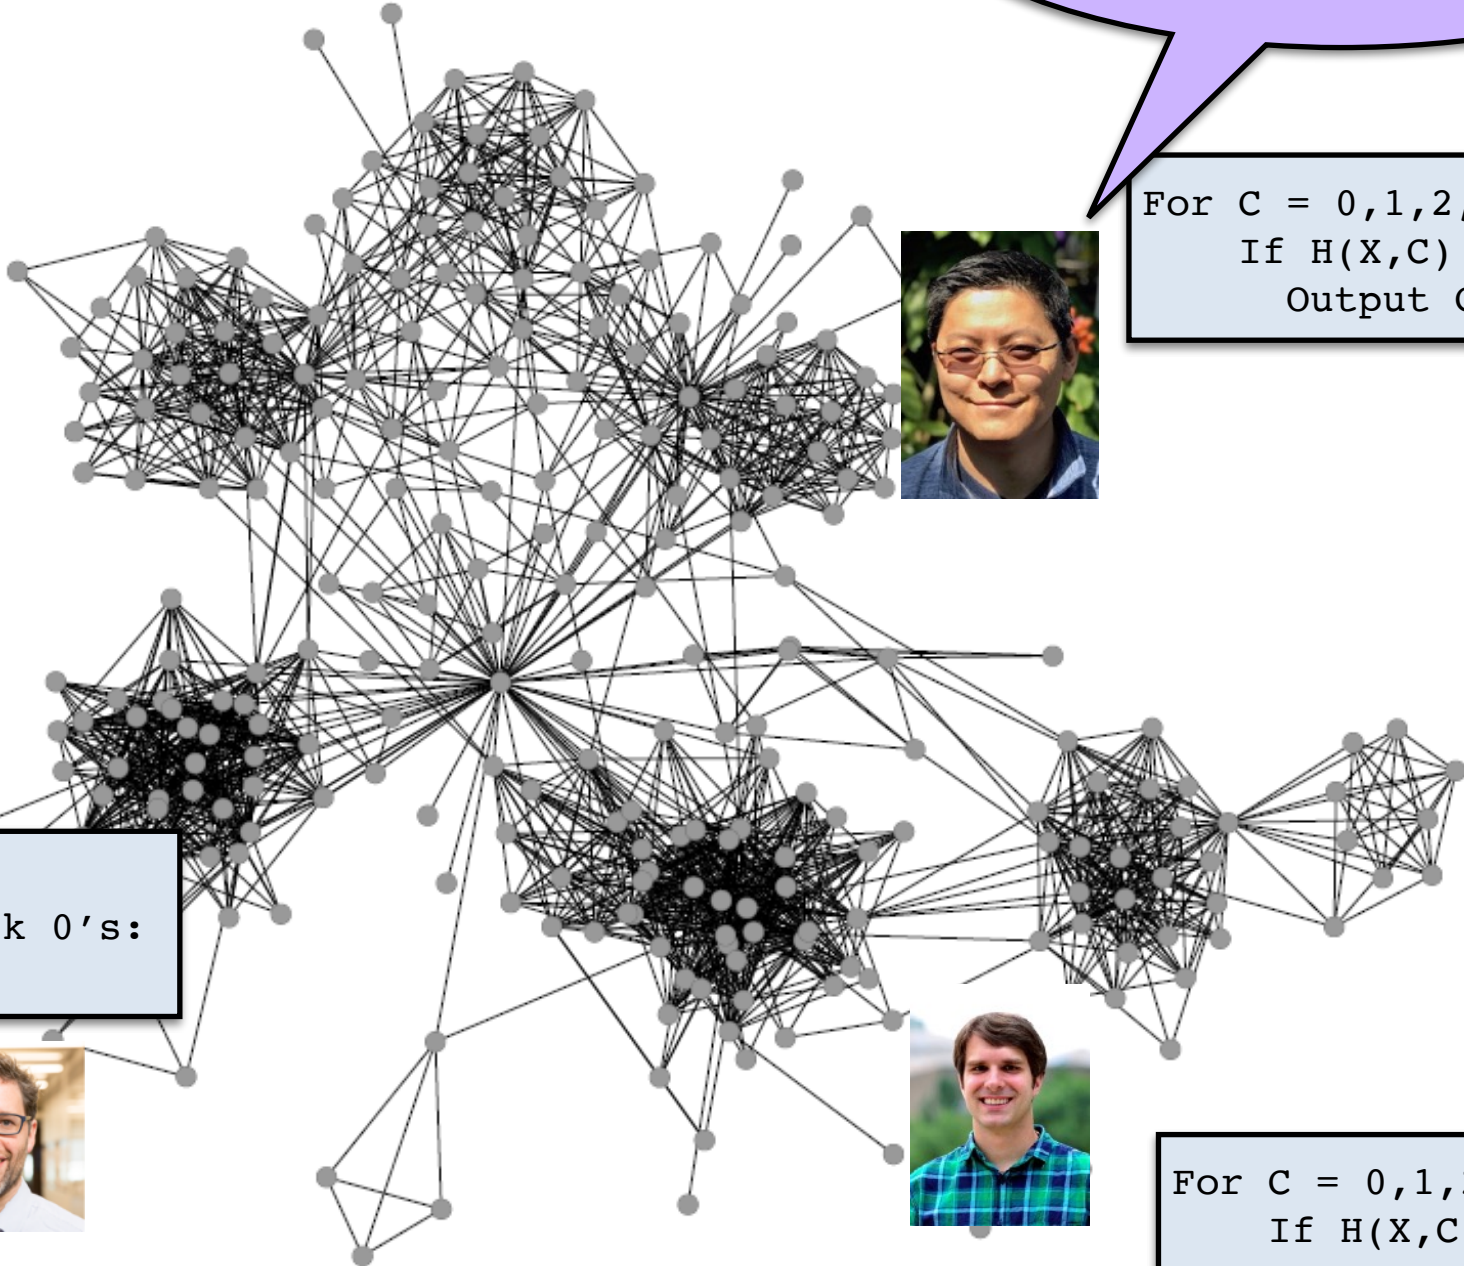 For C = 0,1,2,
If H(X,C)
Output
k 0's:
For C = 0,1,
If H(X,C